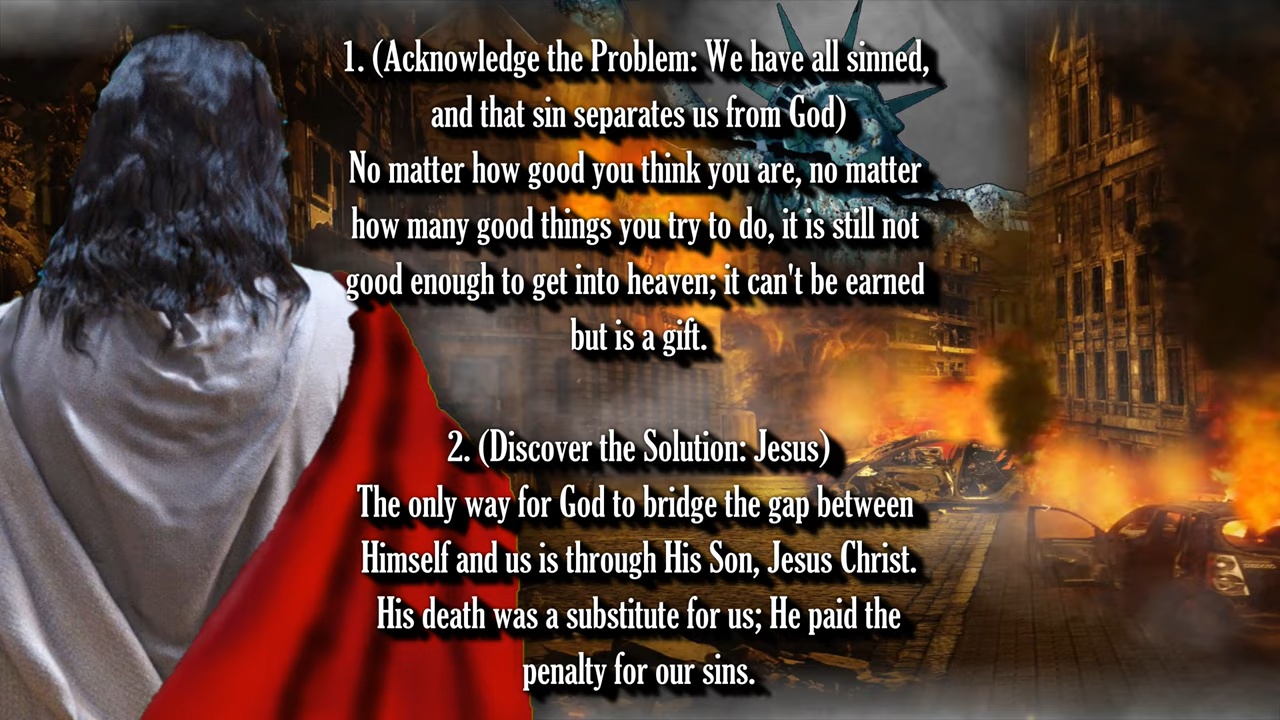 1. (Acknowledge the Problem: We have all sinned,
and that sin separates us from God)
No matter how good you think you are, no matter
how many good things you try to do, it is still not
good enough to get into heaven; it can't be earned
but is a gift.
2. (Discover the Solution: Jesus)
The only way for God to bridge the gap between
Himself and us is through His Son, Jesus Christ.
His death was a substitute for us; He paid the
penalty for our sins.